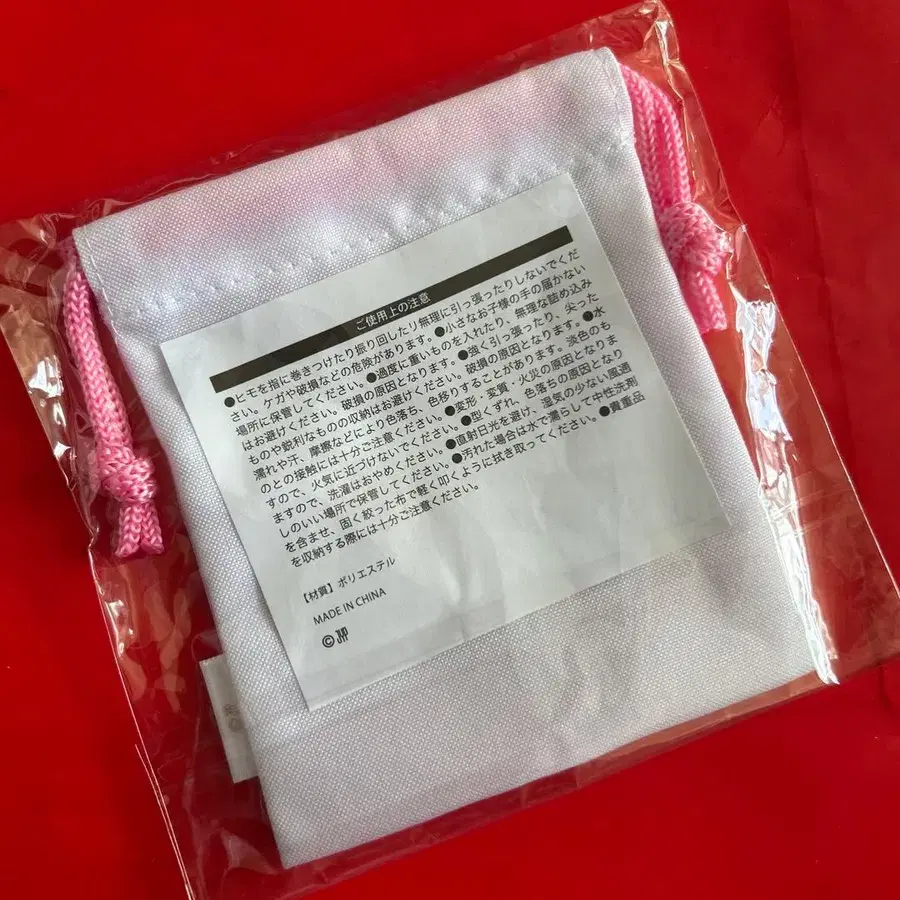 ご使用上の注意
●ヒモを指に巻きつけたり振り回したり無理に引っ張ったりしないでくだ
さい。ケガや破損などの危険があります。●小さなお子様の手の届かない
場所に保管してください。●過度に重いものを入れたり、無理な詰め込み
はお避けください。破損の原因となります。●強く引っ張ったり、尖った
ものや鋭利なものの収納はお避けください。破損の原因となります。●水
濡れや汗、摩擦などにより色落ち、色移りすることがあります。淡色のも
のとの接触には十分ご注意ください。●変形・変質・火災の原因となりま
すので、火気に近づけないでください。●型くずれ、色落ちの原因となり
ますので、洗濯はおやめください。●直射日光を避け、湿気の少ない風通
しのいい場所で保管してください。●汚れた場合は水で濡らして中性洗剤
を含ませ、固く絞った布で軽く叩くように拭き取ってください。●貴重品
を収納する際には十分ご注意ください。
【材質】ポリエステル
MADE IN CHINA
©JYP